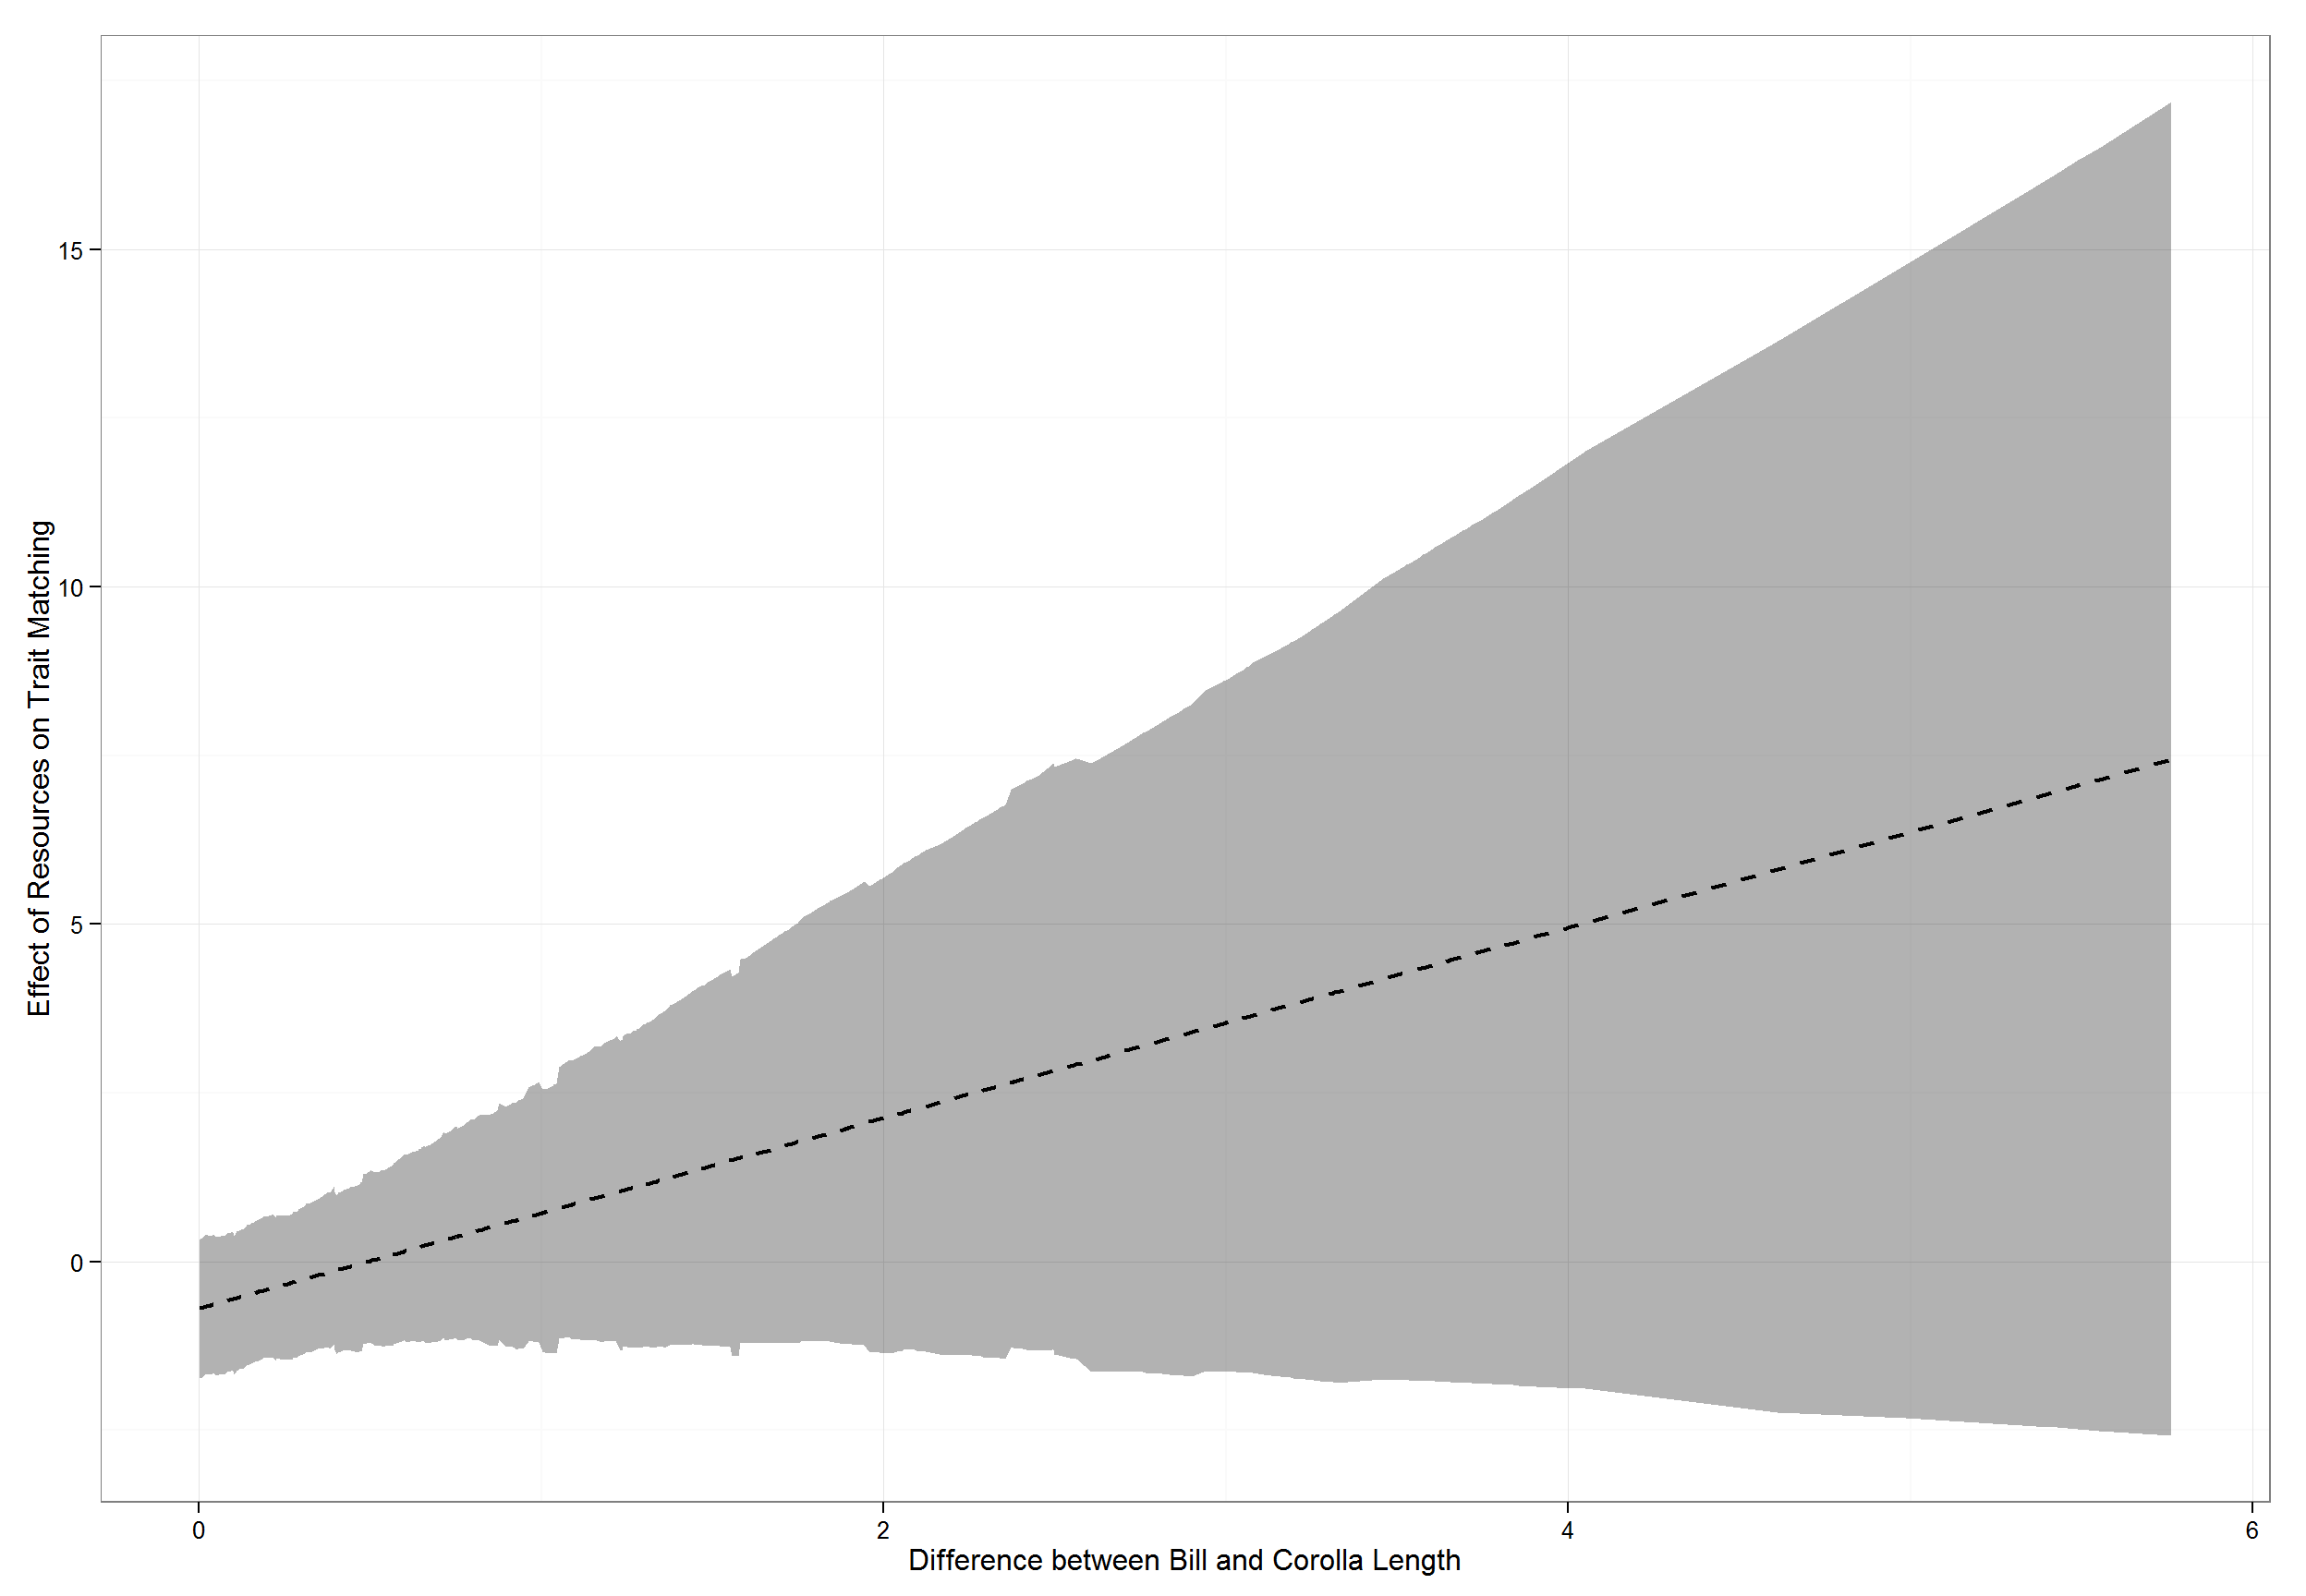 Effect of Resources on Trait Matching
15
10
5
0
0 2 4 6
Difference between Bill and Corolla Length